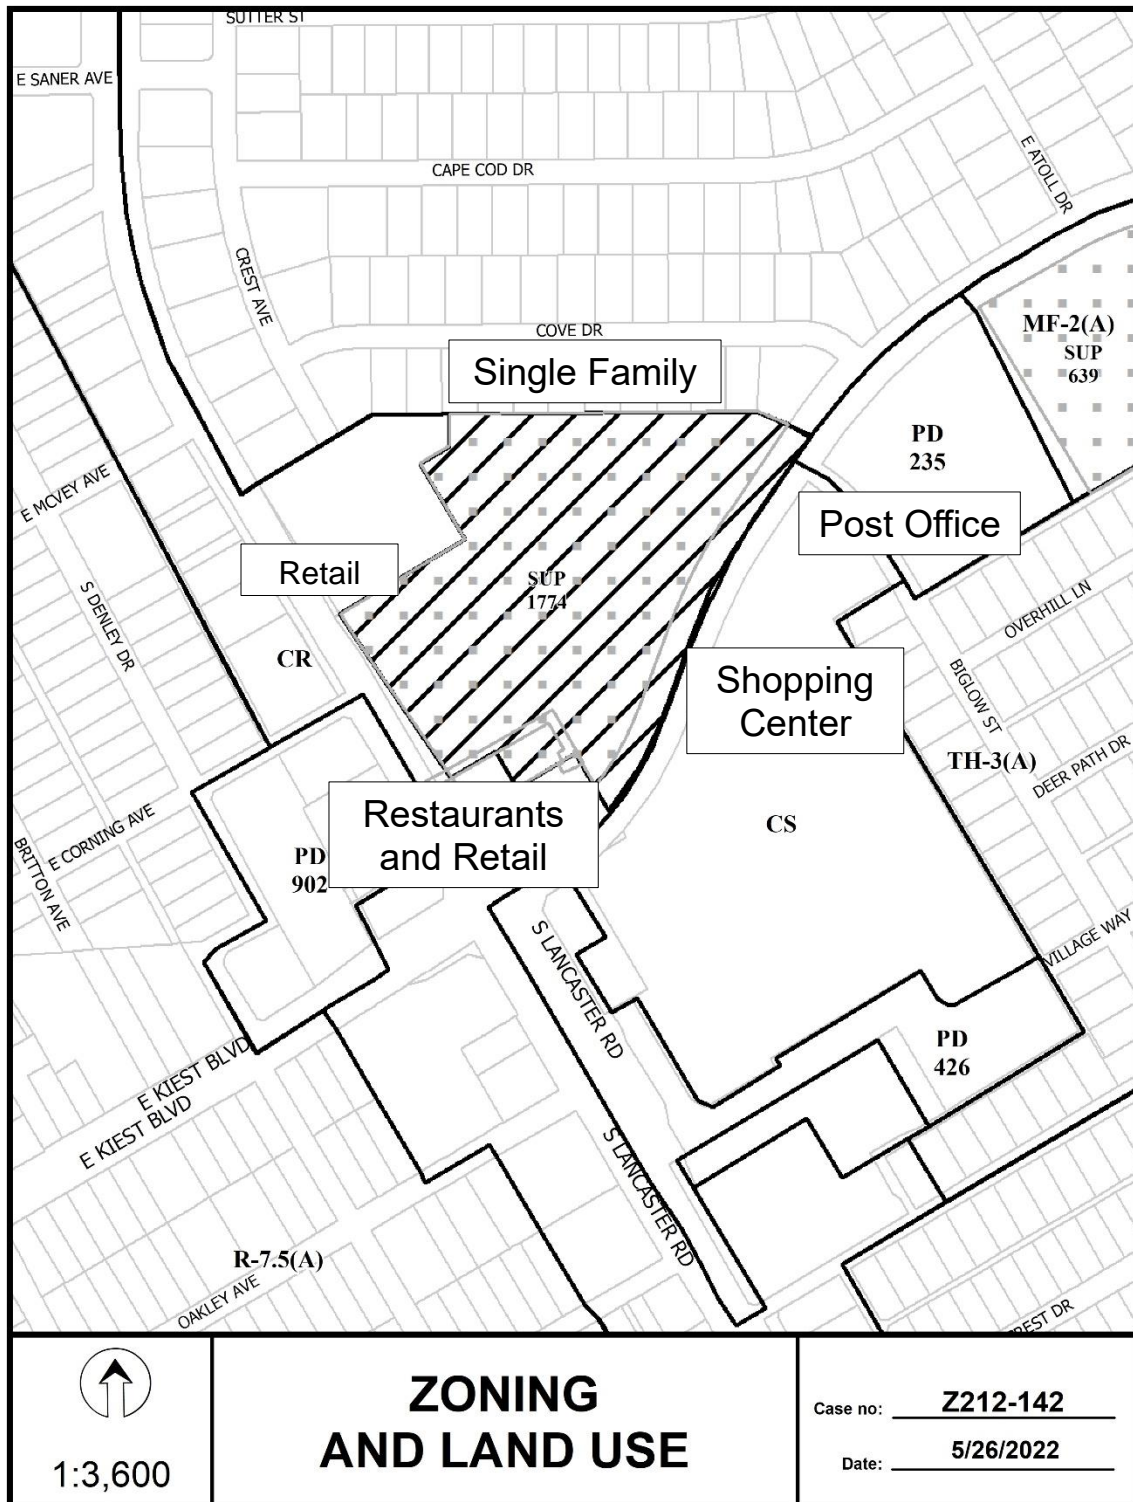 SUTTER ST
E SANER AVE
E ATOLL DR
CAPE COD DR
CREST AVE
COVE DR
MF-2(A)
SUP
639
Single Family
PD
235
E MCVEY AVE
Post Office
Retail
SUP
1774
S DENLEY DR
OVERHILL LN
CR
BIGLOW ST
Shopping
Center
TH-3(A)
DEER PATH DR
Restaurants
and Retail
CS
E CORNING AVE
BRITTON AVE
PD
902
VILLAGE WAY
S LANCASTER RD
PD
426
E KIEST BLVD
E KIEST BLVD
S LANCASTER RD
R-7.5(A)
OAKLEY AVE
REST DR
1:3,600
ZONING
AND LAND USE
Case no: Z212-142
Date: 5/26/2022